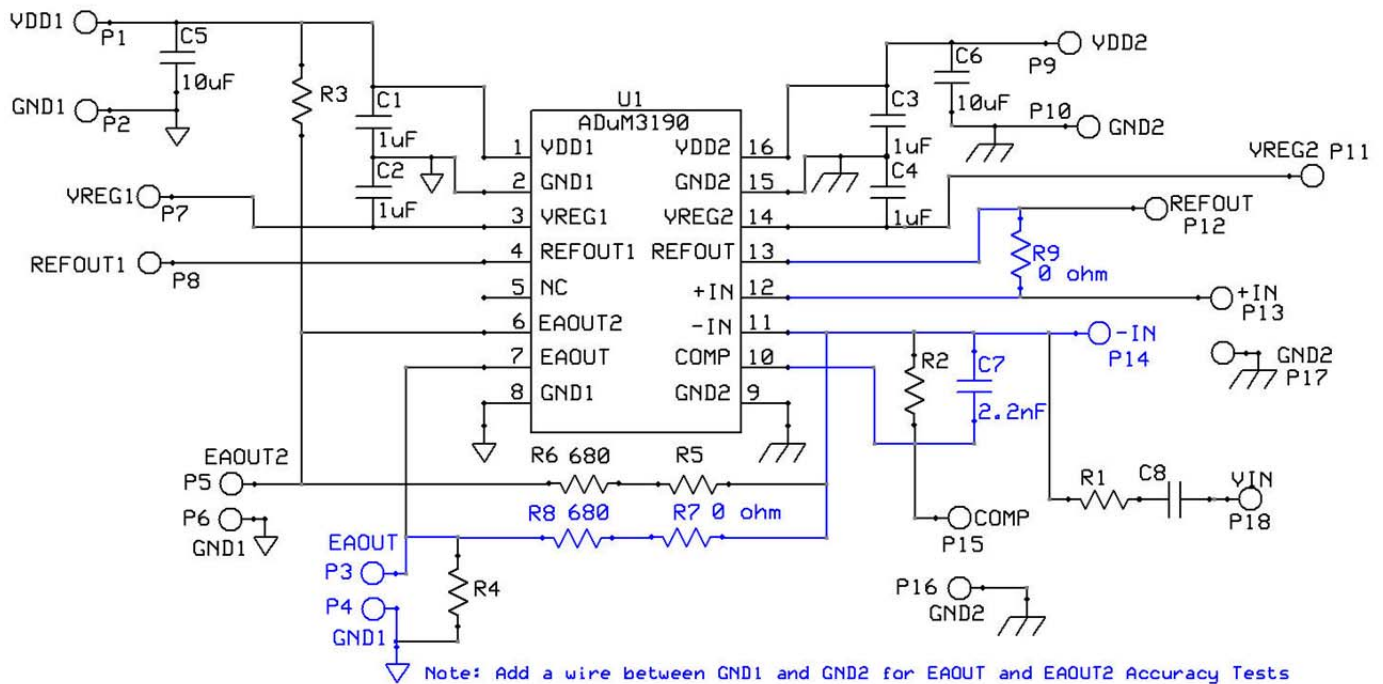 VDD1
P1
C5
10uF
GND1
P2
R3
C1
1uF
C2
1uF
VREG1
P7
REFOUT1
P8
U1
ADuM3190
1 VDD1
2 GND1
3 VREG1
4 REFOUT1
5 NC
6 EAOUT2
7 EAOUT
8 GND1
VDD2 16
GND2 15
VREG2 14
REFOUT 13
+IN 12
-IN 11
COMP 10
GND2 9
C3
1uF
C4
1uF
C6
10uF
VDD2
P9
P10
GND2
VREG2 P11
REFOUT
P12
R9
0 ohm
+IN
P13
-IN
P14
GND2
P17
R2
C7
2.2nF
R1
C8
VIN
P18
COMP
P15
P16
GND2
EAOUT2
P5
P6
GND1
R6 680
R5
R8 680
R7 0 ohm
EAOUT
P3
P4
GND1
R4
Note: Add a wire between GND1 and GND2 for EAOUT and EAOUT2 Accuracy Tests